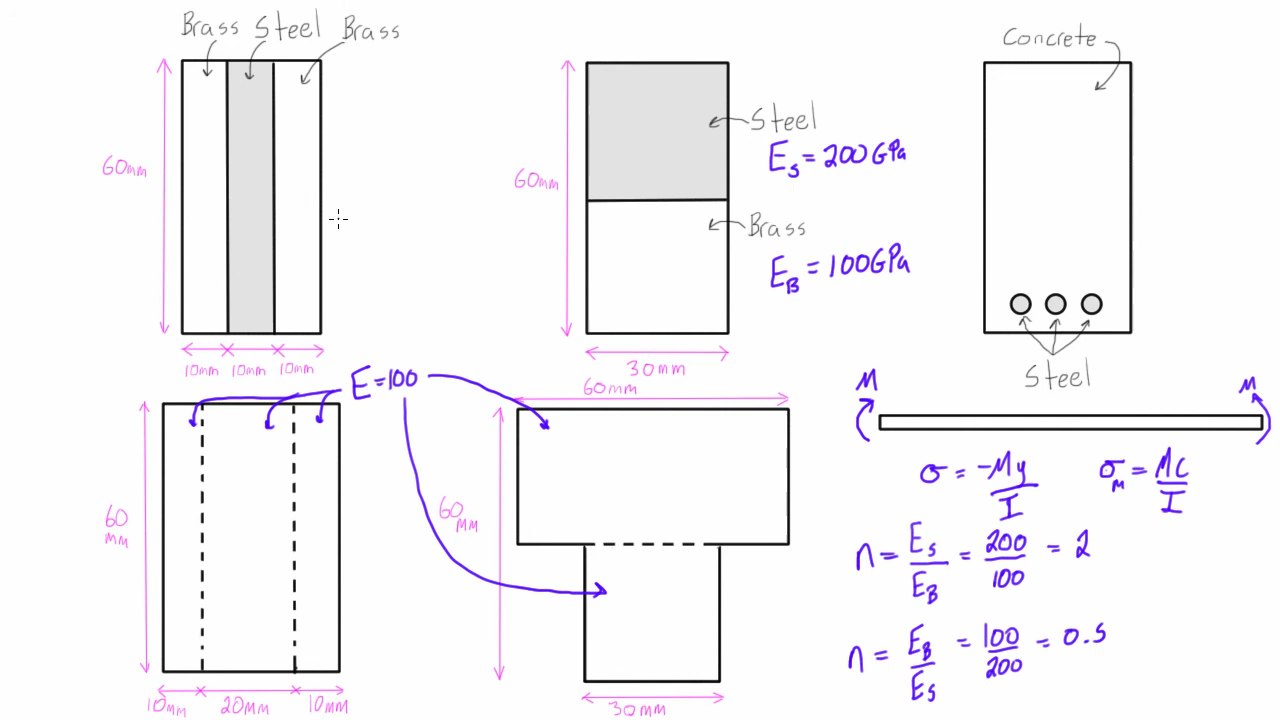 Brass Steel Brass
60mm
10mm 10mm 10mm
60mm
Steel
E_S = 200 GPa
Brass
E_B = 100 GPa
30mm
Concrete
Steel
E=100
60 mm
10mm 20mm 10mm
60mm
60 mm
30mm
M M
σ = -My/I σ_M = Mc/I
n = E_S/E_B = 200/100 = 2
n = E_B/E_S = 100/200 = 0.5